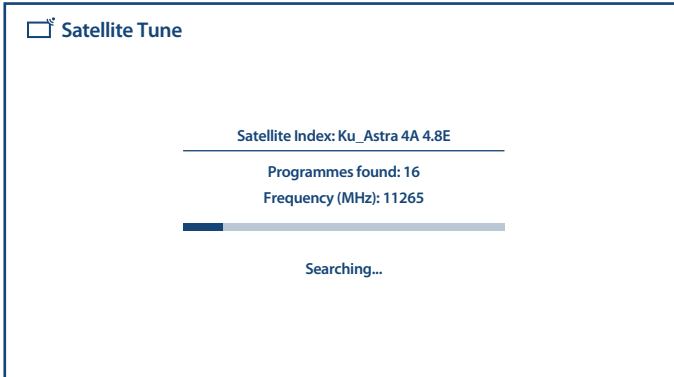 Satellite Tune
Satellite Index: Ku_Astra 4A 4.8E
Programmes found: 16
Frequency (MHz): 11265
Searching...